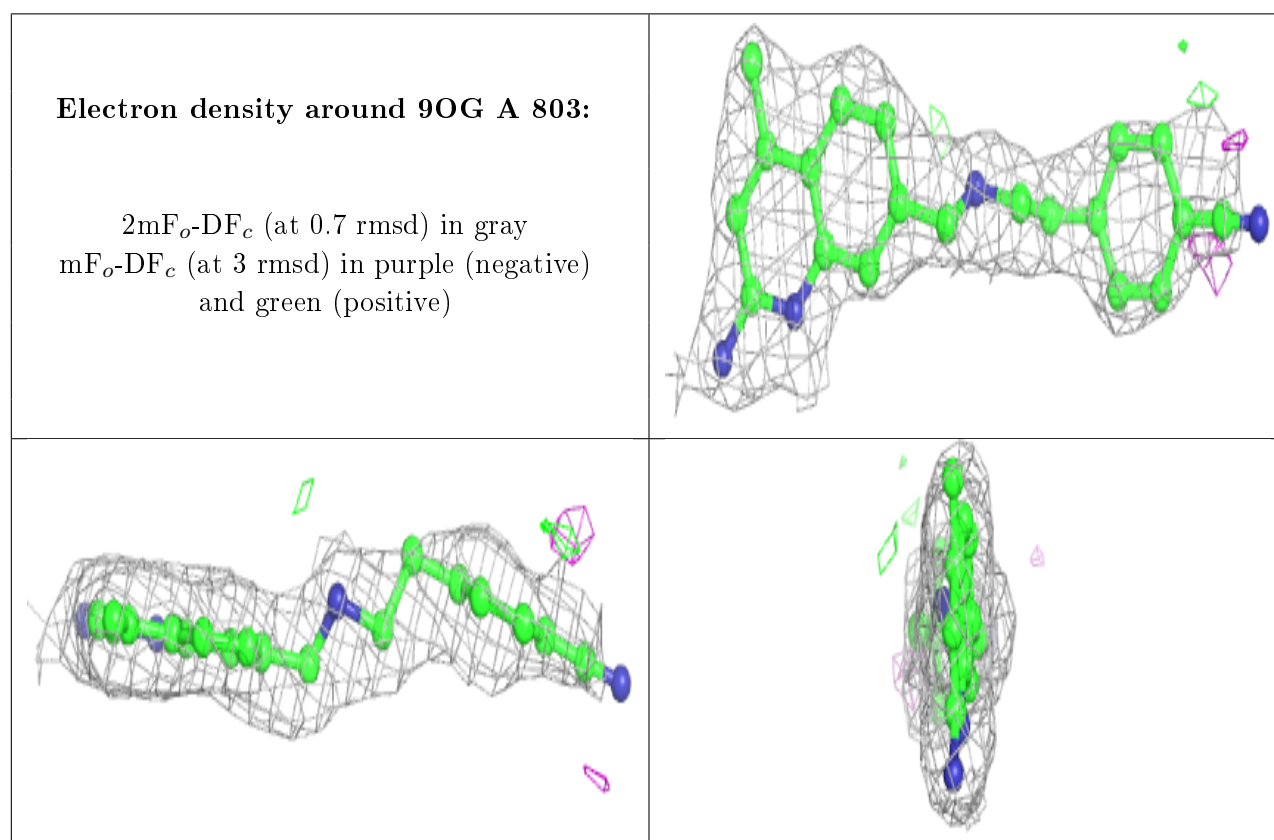 Electron density around 9OG A 803:
2mFo-DFc (at 0.7 rmsd) in gray
mFo-DFc (at 3 rmsd) in purple (negative)
and green (positive)